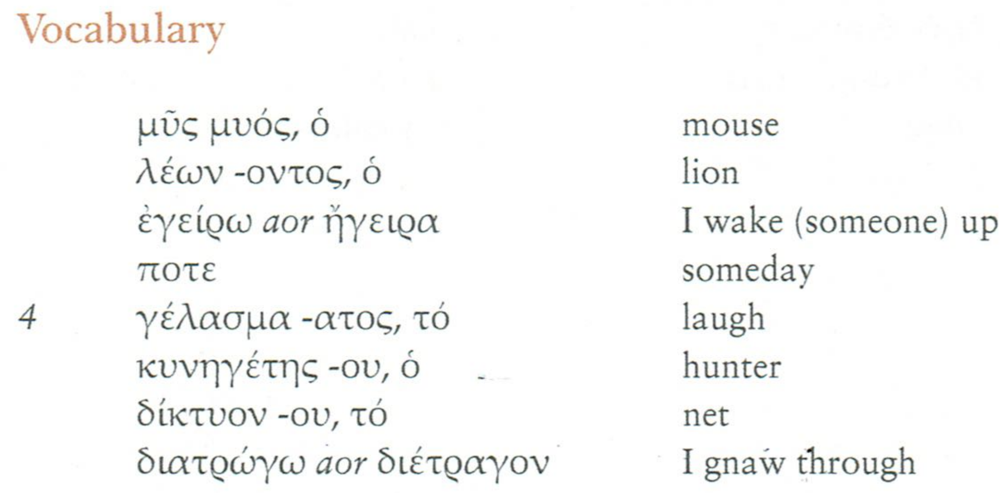 Vocabulary
μῦς μυός, ὁ mouse
λέων -οντος, ὁ lion
ἐγείρω aor ἤγειρα I wake (someone) up
ποτε someday
4 γέλασμα -ατος, τό laugh
κυνηγέτης -ου, ὁ hunter
δίκτυον -ου, τό net
διατρώγω aor διέτραγον I gnaw through